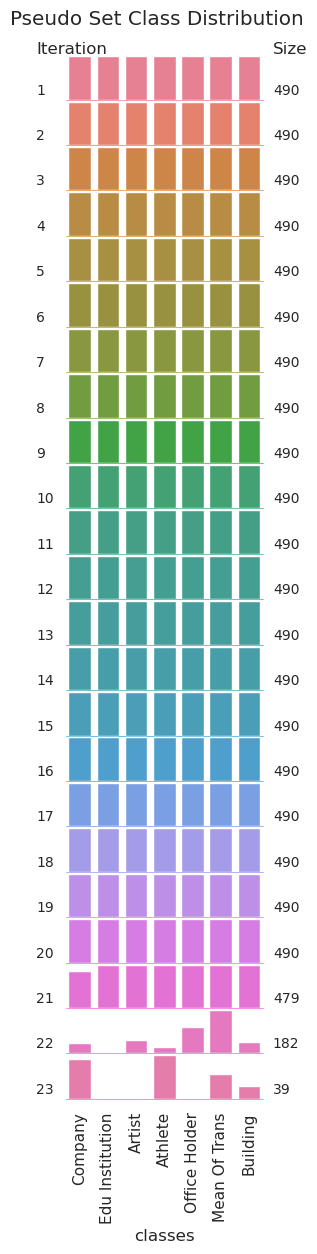 Pseudo Set Class Distribution
Iteration Size
1 490
2 490
3 490
4 490
5 490
6 490
7 490
8 490
9 490
10 490
11 490
12 490
13 490
14 490
15 490
16 490
17 490
18 490
19 490
20 490
21 479
22 182
23 39
Company
Edu Institution
Artist
Athlete
Office Holder
Mean Of Trans
Building
classes